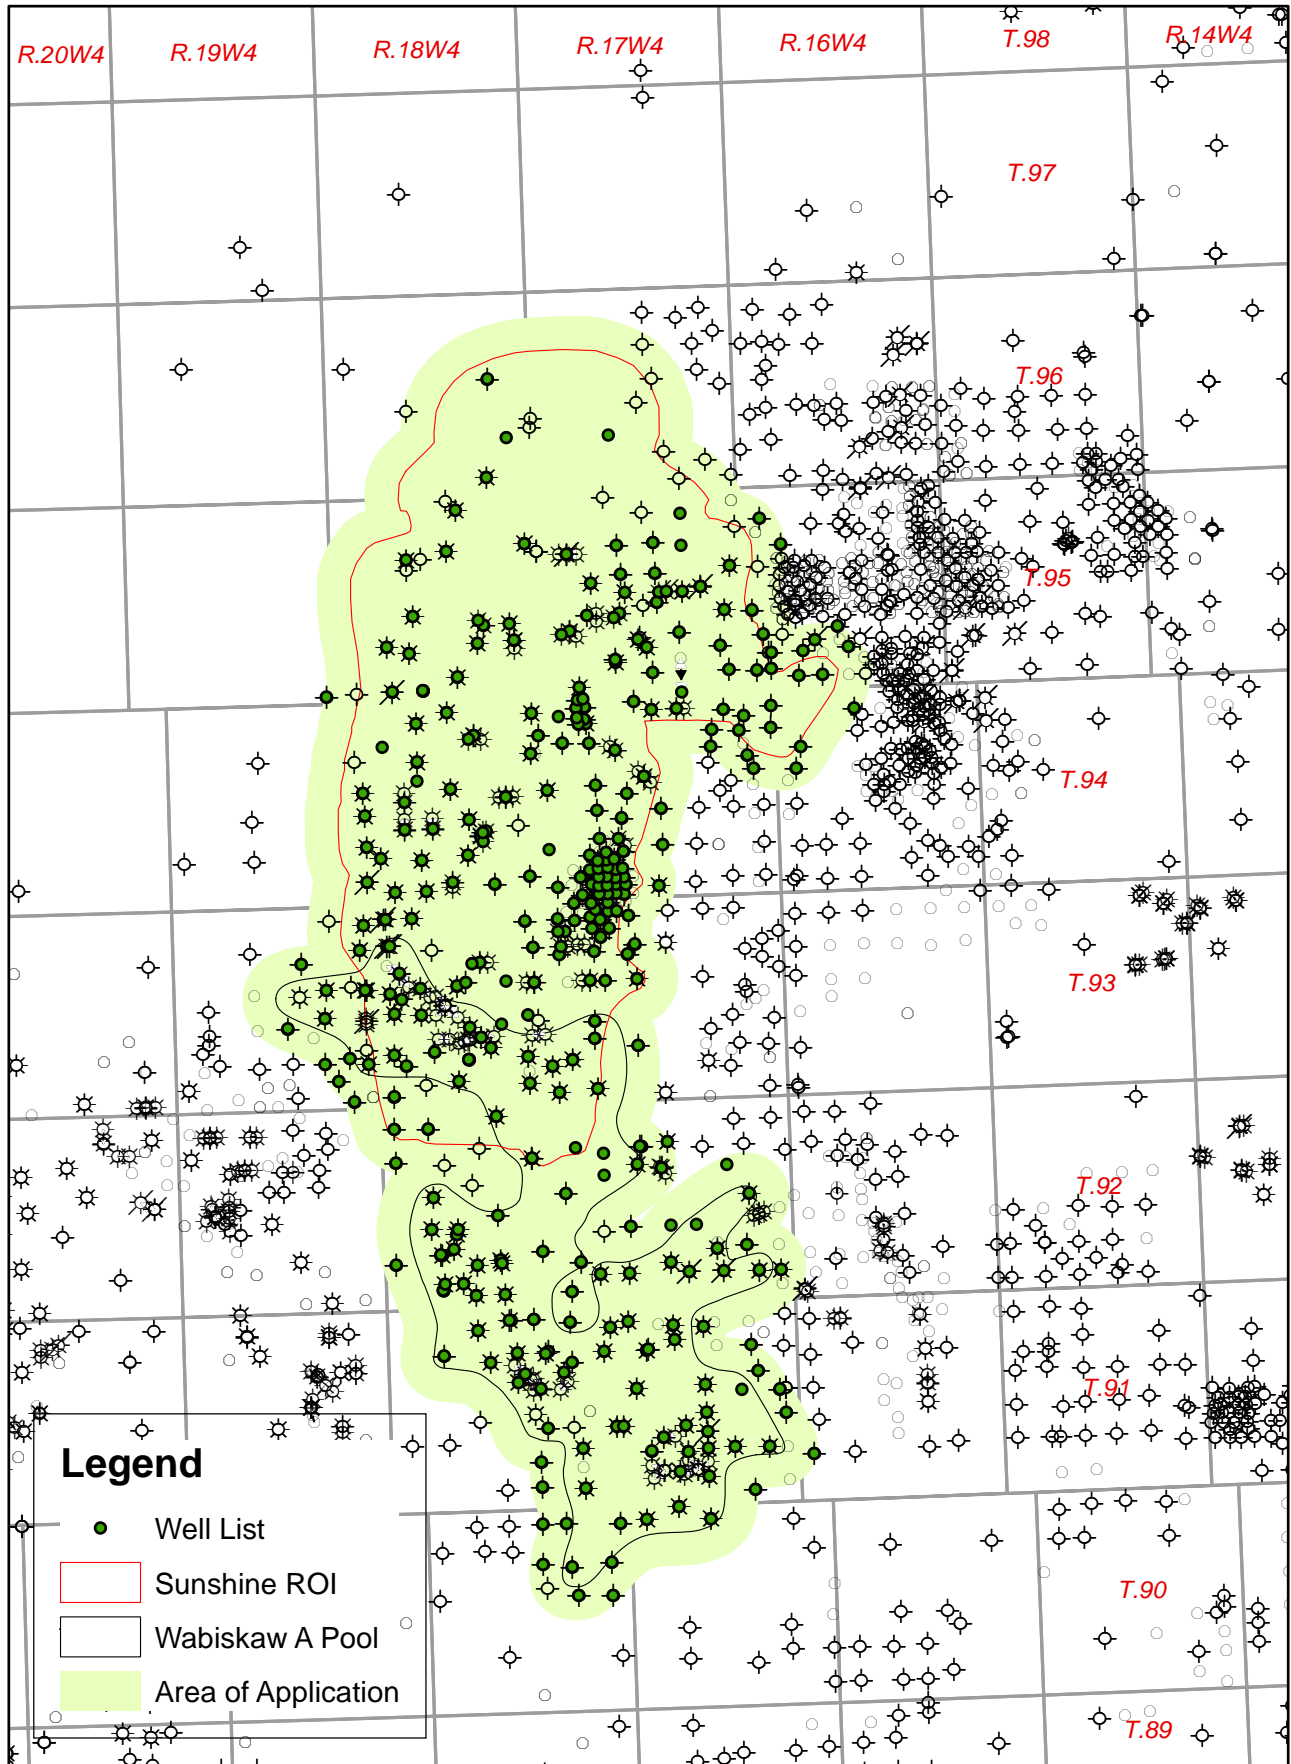 R.20W4
R.19W4
R.18W4
R.17W4
R.16W4
T.98
R.14W4
T.97
T.96
T.95
T.94
T.93
T.92
T.91
T.90
T.89
Legend
Well List
Sunshine ROI
Wabiskaw A Pool
Area of Application